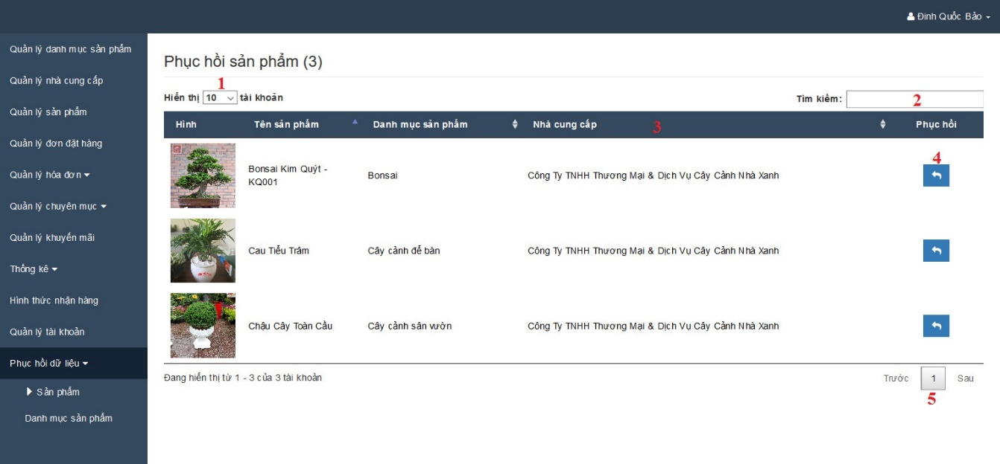 Đinh Quốc Bảo
Quản lý danh mục sản phẩm
Quản lý nhà cung cấp
Quản lý sản phẩm
Quản lý đơn đặt hàng
Quản lý hóa đơn
Quản lý chuyên mục
Quản lý khuyến mãi
Thống kê
Hình thức nhận hàng
Quản lý tài khoản
Phục hồi dữ liệu
Sản phẩm
Danh mục sản phẩm
Phục hồi sản phẩm (3)
1
Hiển thị 10 tài khoản
Tìm kiếm: 2
Hình Tên sản phẩm Danh mục sản phẩm Nhà cung cấp 3 Phục hồi
4
Bonsai Kim Quýt -
KQ001
Bonsai
Công Ty TNHH Thương Mại & Dịch Vụ Cây Cảnh Nhà Xanh
Cau Tiểu Trâm Cây cảnh để bàn Công Ty TNHH Thương Mại & Dịch Vụ Cây Cảnh Nhà Xanh
Chậu Cây Toàn Cầu Cây cảnh sân vườn Công Ty TNHH Thương Mại & Dịch Vụ Cây Cảnh Nhà Xanh
Đang hiển thị từ 1 - 3 của 3 tài khoản
Trước 1 Sau
5